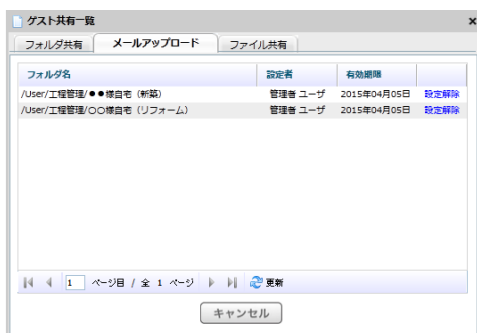 ゲスト共有一覧 ×
フォルダ共有 メールアップロード ファイル共有
フォルダ名 設定者 有効期限
/User/工程管理/●●様自宅（新築） 管理者 ユーザ 2015年04月05日 設定解除
/User/工程管理/〇〇様自宅（リフォーム） 管理者 ユーザ 2015年04月05日 設定解除
1 ページ目 / 全 1 ページ 更新
キャンセル